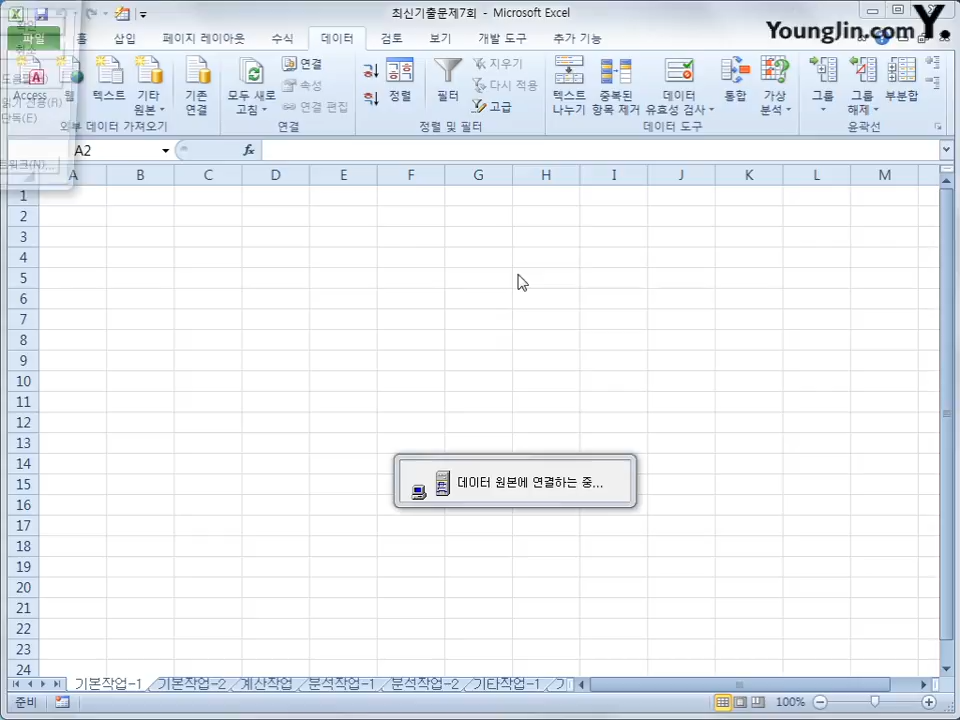 최신기출문제7회 - Microsoft Excel
Younglin.com Y.
파일 홈 삽입 페이지 레이아웃 수식 데이터 검토 보기 개발 도구 추가 기능
Access 웹 텍스트 기타 원본 기존 연결 모두 새로 고침 연결 속성 연결 편집 정렬 필터 지우기 다시 적용 고급 텍스트 나누기 중복된 항목 제거 데이터 유효성 검사 통합 가상 분석 그룹 그룹 해제 부분합
외부 데이터 가져오기 연결 정렬 및 필터 데이터 도구 윤곽선
A2 fx
A B C D E F G H I J K L M
1
2
3
4
5
6
7
8
9
10
11
12
13
14
데이터 원본에 연결하는 중...
15
16
17
18
19
20
21
22
23
24
기본작업-1 기본작업-2 계산작업 분석작업-1 분석작업-2 기타작업-1
준비 100%